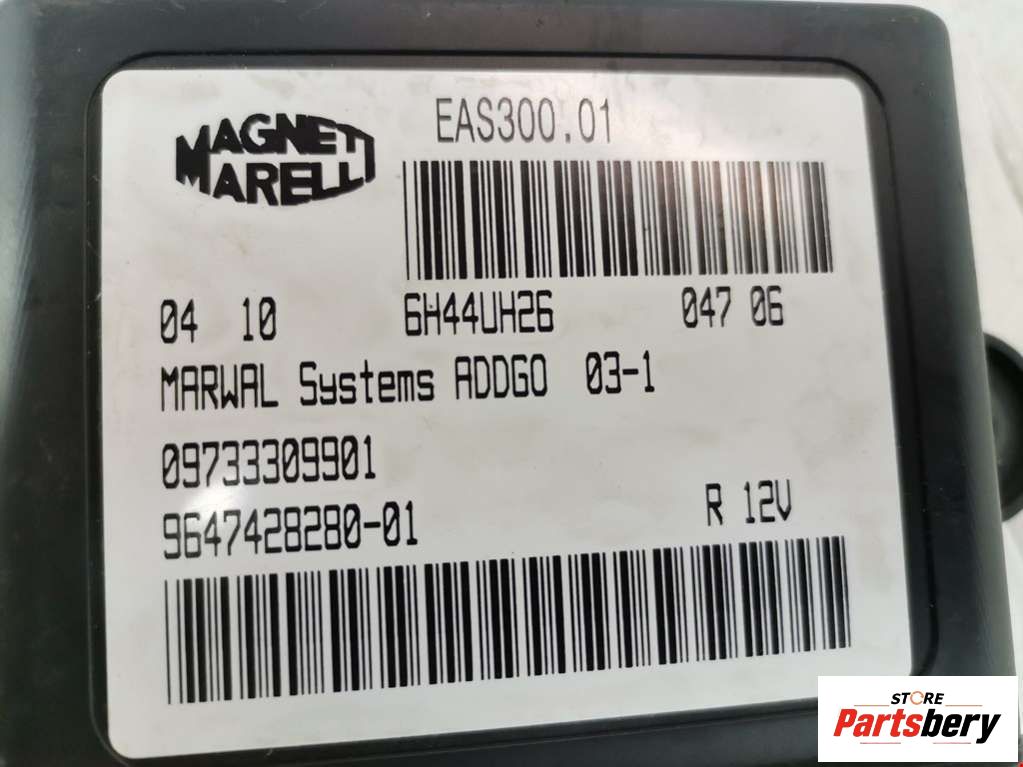 MAGNETI
MARELLI
EAS300.01
04 10 6H44UH26 047 06
MARWAL Systems ADDGO 03-1
09733309901
9647428280-01 R 12V
STORE
Partsbery